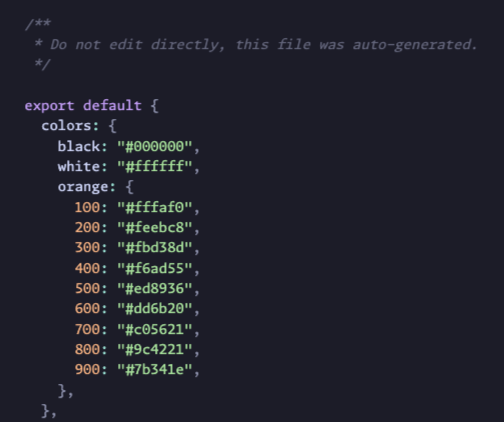 /**
 * Do not edit directly, this file was auto-generated.
 */
export default {
  colors: {
    black: "#000000",
    white: "#ffffff",
    orange: {
      100: "#fffaf0",
      200: "#feebc8",
      300: "#fbd38d",
      400: "#f6ad55",
      500: "#ed8936",
      600: "#dd6b20",
      700: "#c05621",
      800: "#9c4221",
      900: "#7b341e",
    },
  },